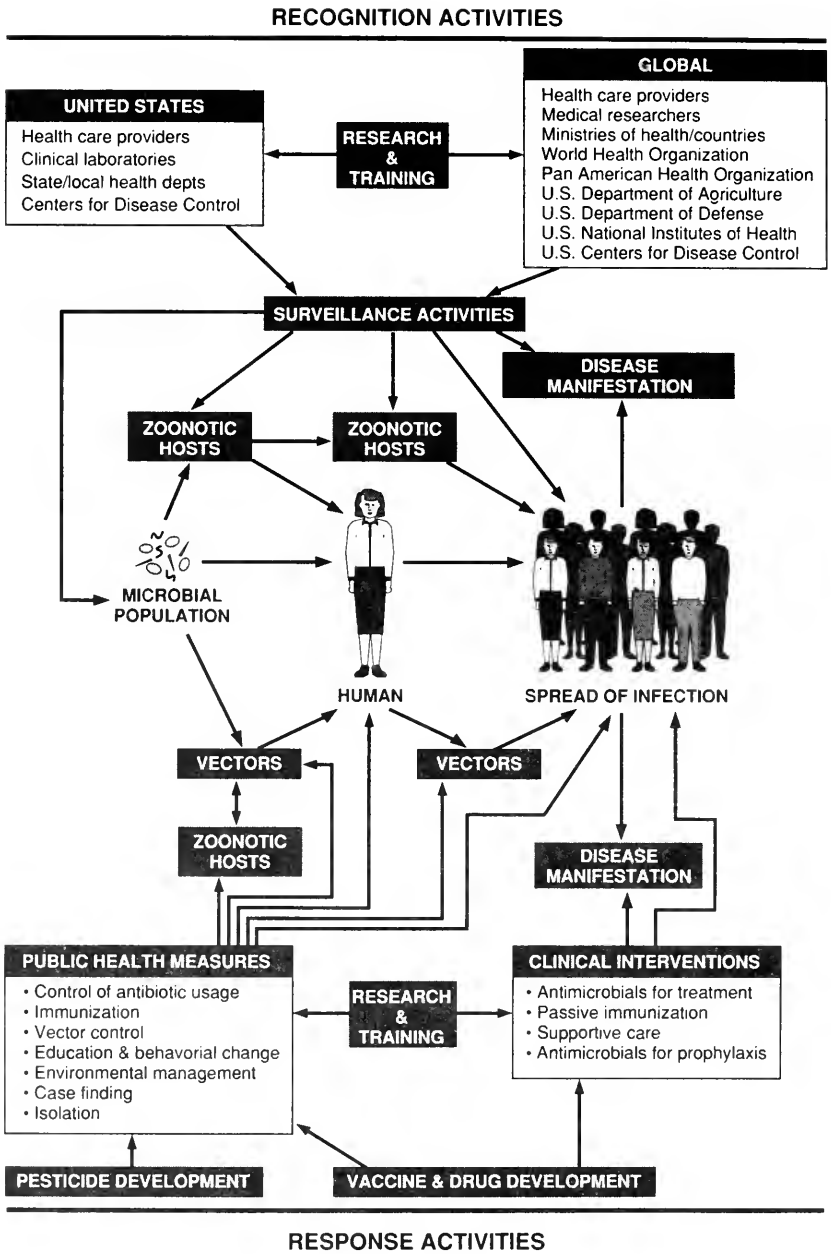 RECOGNITION ACTIVITIES
GLOBAL
Health care providers
Medical researchers
Ministries of health/countries
World Health Organization
Pan American Health Organization
U.S. Department of Agriculture
U.S. Department of Defense
U.S. National Institutes of Health
U.S. Centers for Disease Control
UNITED STATES
Health care providers
Clinical laboratories
State/local health depts
Centers for Disease Control
RESEARCH
&
TRAINING
SURVEILLANCE ACTIVITIES
DISEASE
MANIFESTATION
ZOONOTIC
HOSTS
ZOONOTIC
HOSTS
MICROBIAL
POPULATION
HUMAN
SPREAD OF INFECTION
VECTORS
VECTORS
ZOONOTIC
HOSTS
DISEASE
MANIFESTATION
PUBLIC HEALTH MEASURES
• Control of antibiotic usage
• Immunization
• Vector control
• Education & behavorial change
• Environmental management
• Case finding
• Isolation
RESEARCH
&
TRAINING
CLINICAL INTERVENTIONS
• Antimicrobials for treatment
• Passive immunization
• Supportive care
• Antimicrobials for prophylaxis
PESTICIDE DEVELOPMENT
VACCINE & DRUG DEVELOPMENT
RESPONSE ACTIVITIES